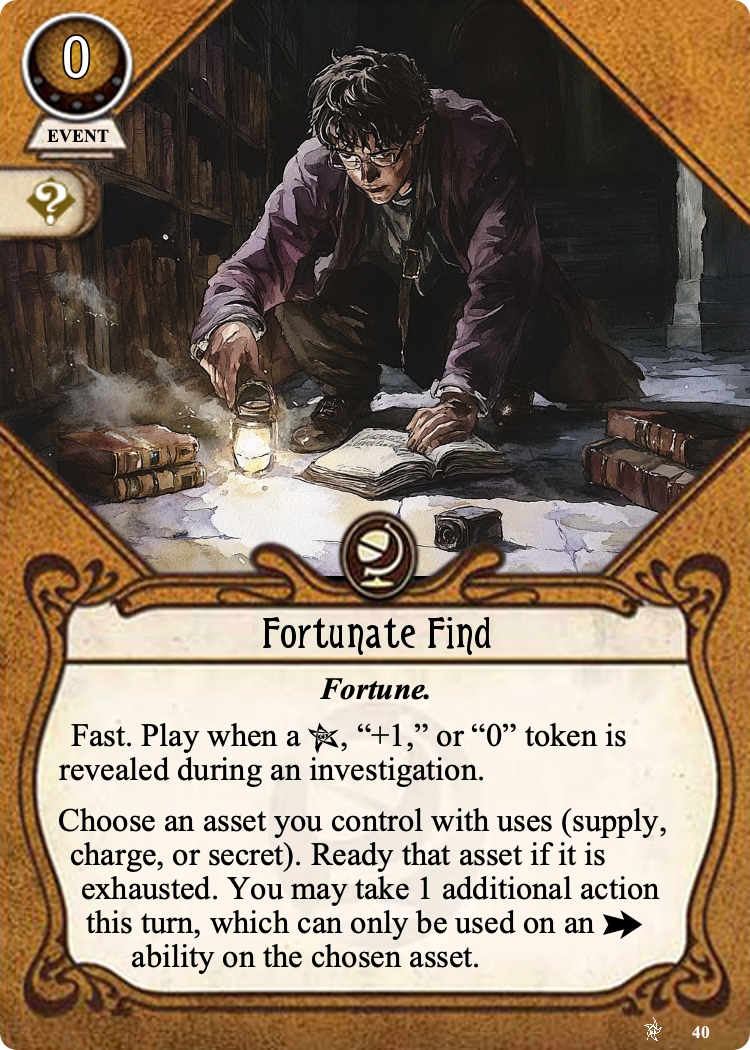 0
EVENT
?
Fortunate Find
Fortune.
Fast. Play when a , “+1,” or “0” token is
revealed during an investigation.
Choose an asset you control with uses (supply,
charge, or secret). Ready that asset if it is
exhausted. You may take 1 additional action
this turn, which can only be used on an
ability on the chosen asset.
40